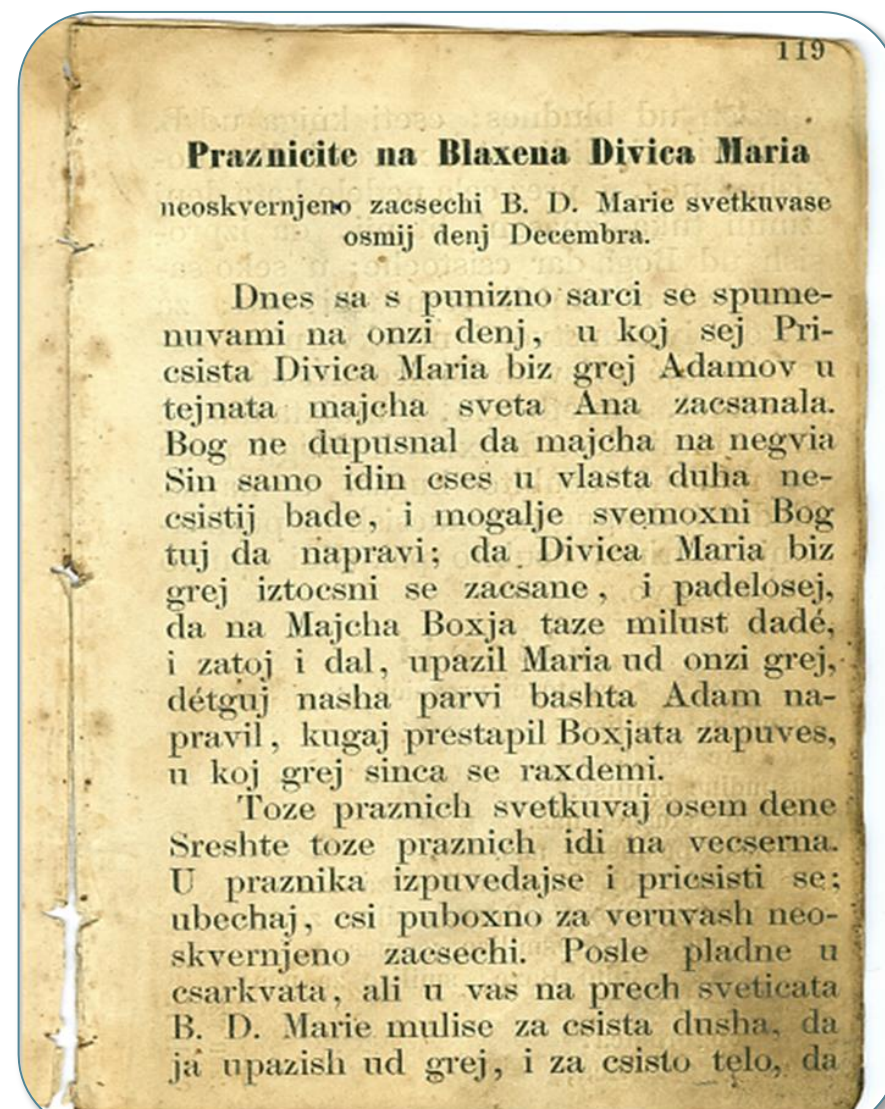 119
Praznicite na Blaxena Divica Maria
neoskvernjeno zacsechi B. D. Marie svetkuvase
osmij denj Decembra.
Dnes sa s punizno sarci se spume-
nuvami na onzi denj, u koj sej Pri-
csista Divica Maria biz grej Adamov u
tejnata majcha sveta Ana zacsanala.
Bog ne dupusnal da majcha na negvia
Sin samo idin cses u vlasta duha ne-
csistij bade, i mogalje svemoxni Bog
tuj da napravi; da Divica Maria biz
grej iztocsni se zacsane, i padelosej,
da na Majcha Boxja taze milust dadé,
i zatoj i dal, upazil Maria ud onzi grej,
détguj nasha parvi bashta Adam na-
pravil, kugaj prestapil Boxjata zapuves,
u koj grej sinca se raxdemi.
Toze praznich svetkuvaj osem dene
Sreshte toze praznich idi na vecserna.
U praznika izpuvedajse i pricsisti se;
ubechaj, csi puboxno za veruvash neo-
skvernjeno zacsechi. Posle pladne u
csarkvata, ali u vas na prech sveticata
B. D. Marie mulise za csista dusha, da
ja upazish ud grej, i za csisto telo, da